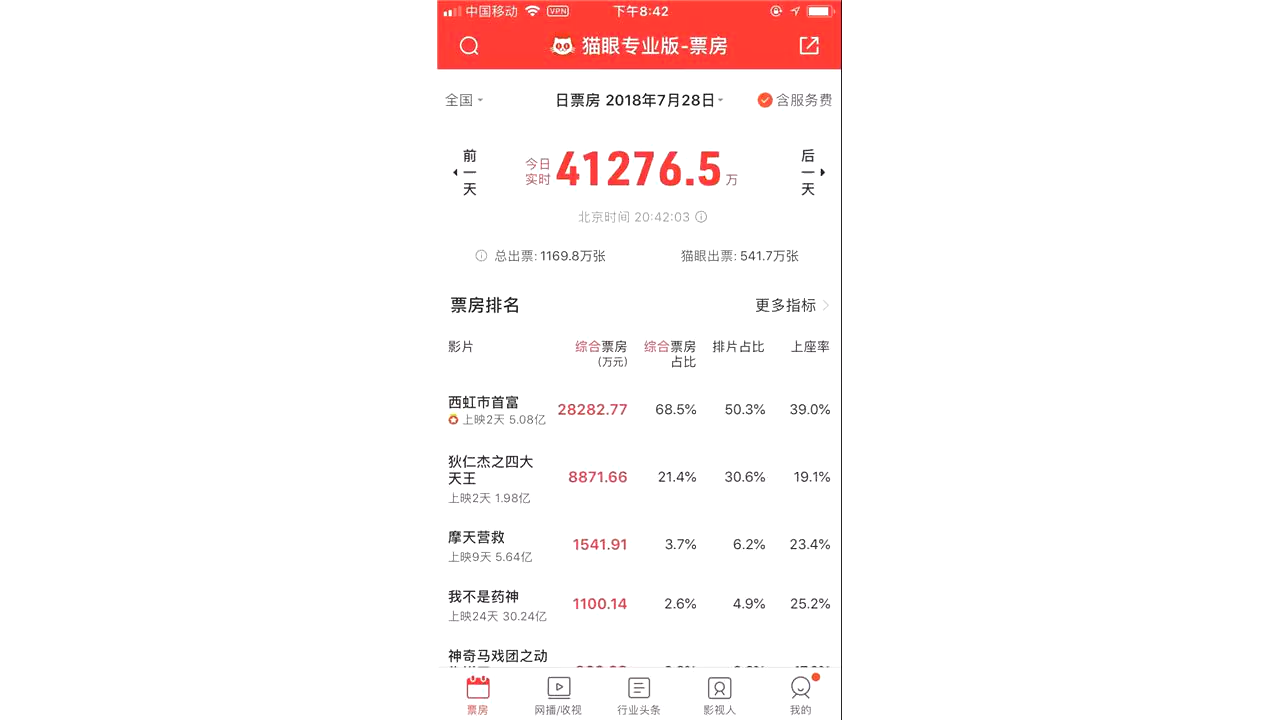 中国移动 VPN 下午8:42
猫眼专业版-票房
全国 日票房 2018年7月28日 含服务费
前一天 今日实时 41276.5 万 后一天
北京时间 20:42:03
总出票: 1169.8万张 猫眼出票: 541.7万张
票房排名 更多指标
影片 综合票房 (万元) 综合票房占比 排片占比 上座率
西虹市首富 28282.77 68.5% 50.3% 39.0%
上映2天 5.08亿
狄仁杰之四大
天王 8871.66 21.4% 30.6% 19.1%
上映2天 1.98亿
摩天营救 1541.91 3.7% 6.2% 23.4%
上映9天 5.64亿
我不是药神 1100.14 2.6% 4.9% 25.2%
上映24天 30.24亿
神奇马戏团之动
票房 网播/收视 行业头条 影视人 我的